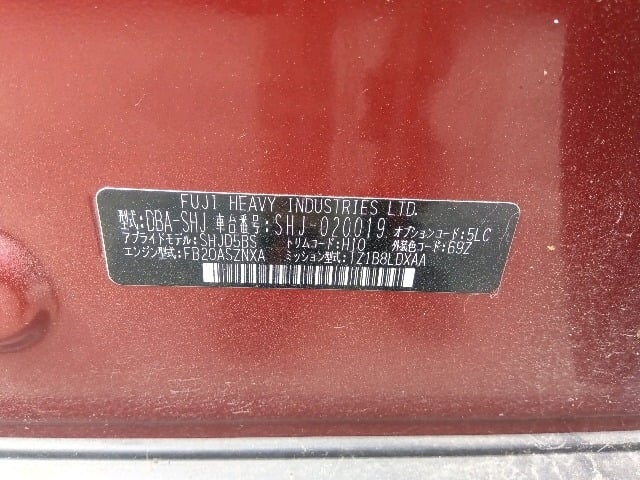 FUJI HEAVY INDUSTRIES LTD.
型式:DBA-SHJ 車台番号:SHJ-020019 オプションコード:5LC
アプライドモデル:SHJD5BS トリムコード:H10 外装色コード:69Z
エンジン型式:FB20ASZNXA ミッション型式:TZ1B8LDXAA